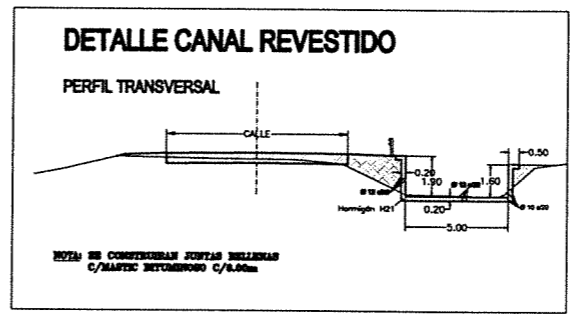 DETALLE CANAL REVESTIDO
PERFIL TRANSVERSAL
CALLE
0.50
0.20
1.90
1.60
Hormigón H21
0.20
5.00
NOTA: SE CONSTRUIRAN JUNTAS RELLENAS
C/MASTIC BITUMINOSO C/6.00m